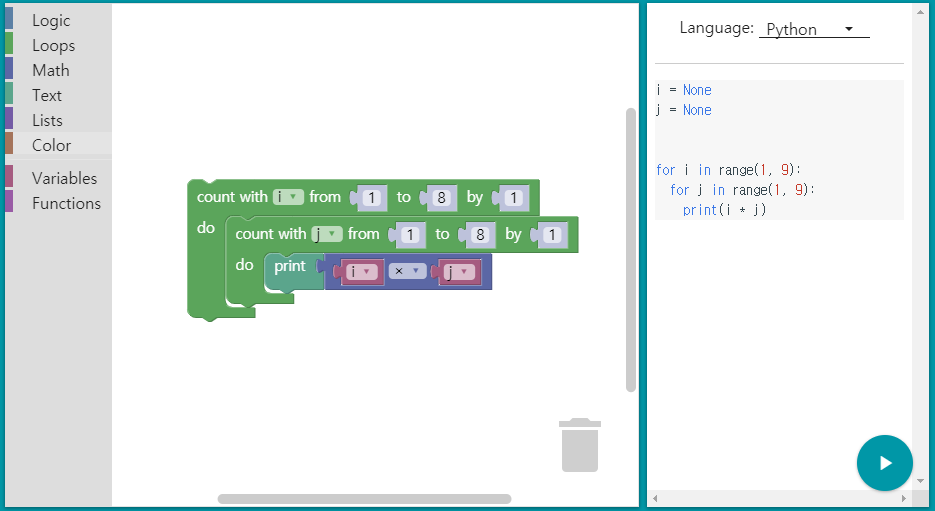 Logic
Loops
Math
Text
Lists
Color
Variables
Functions
count with i from 1 to 8 by 1
do
count with j from 1 to 8 by 1
do
print i × j
Language: Python
i = None
j = None
for i in range(1, 9):
  for j in range(1, 9):
    print(i * j)